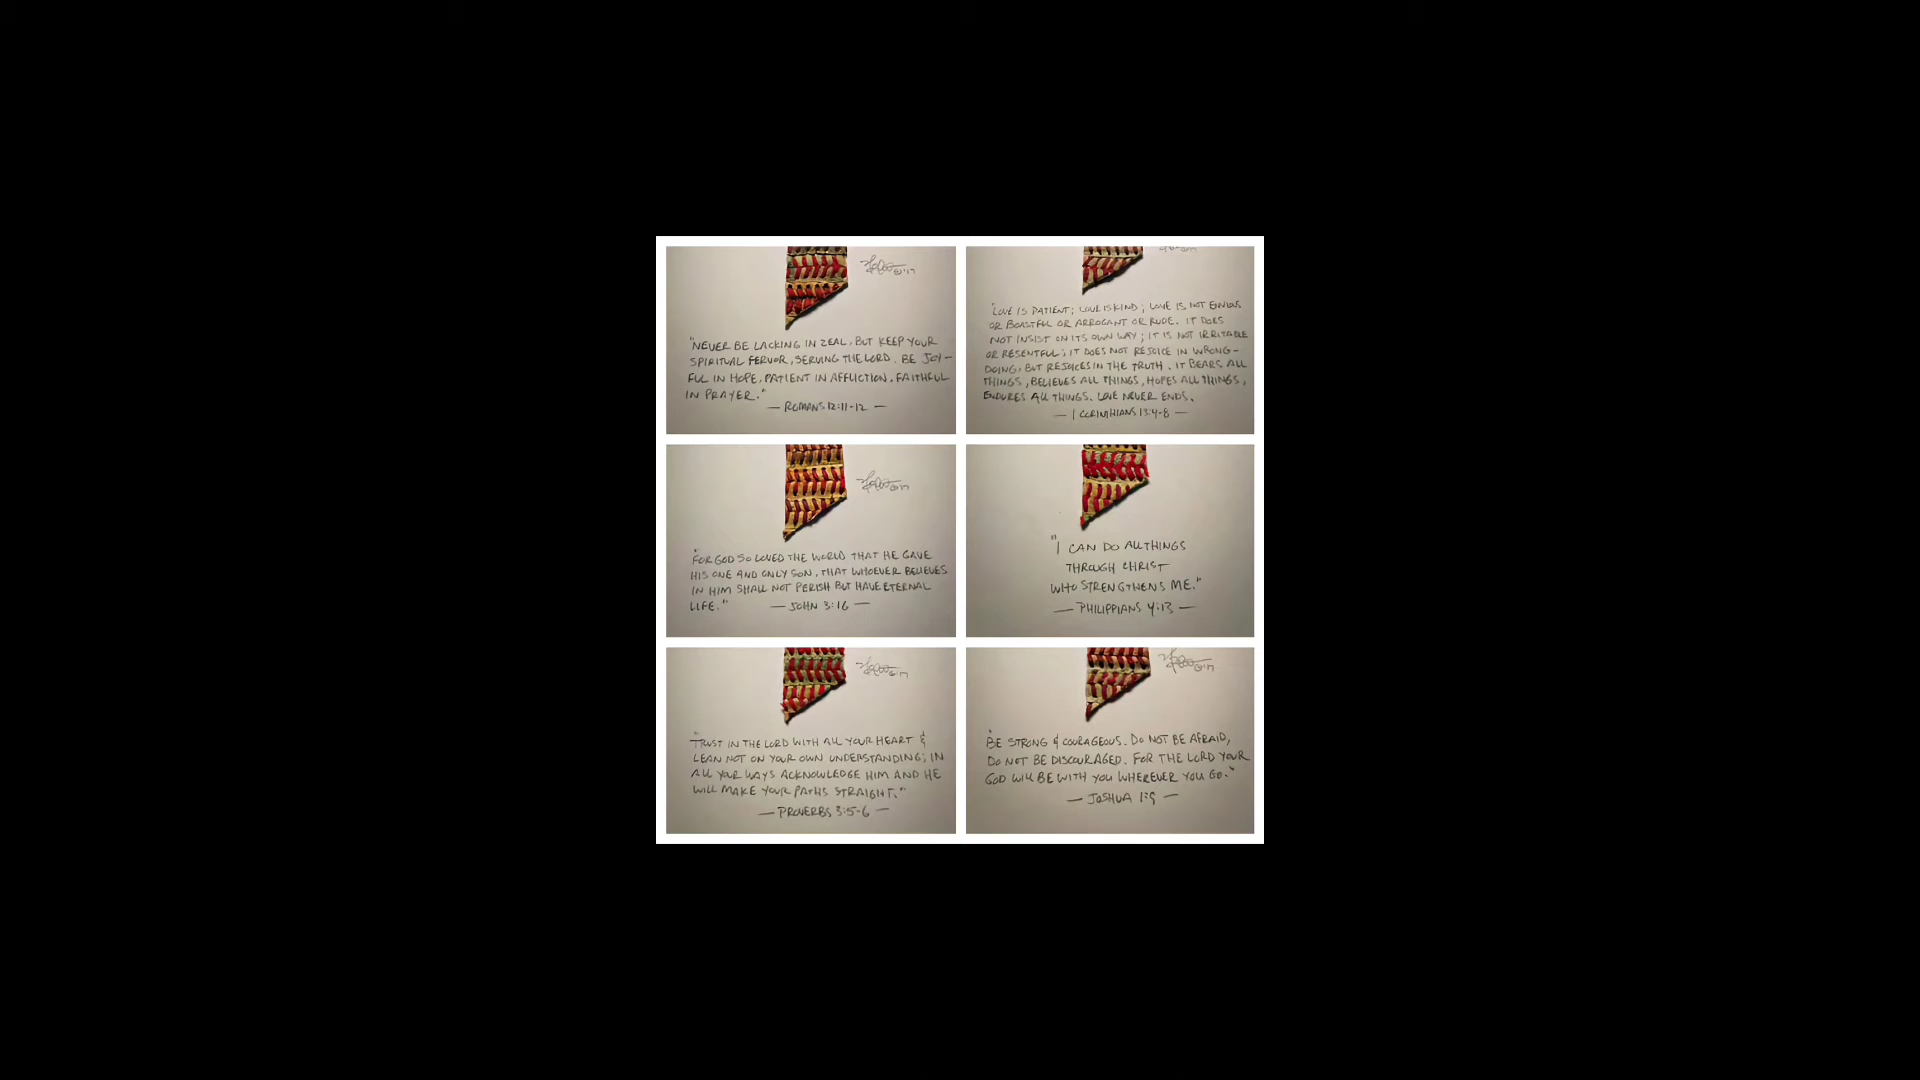 "NEVER BE LACKING IN ZEAL, BUT KEEP YOUR
SPIRITUAL FERVOR, SERVING THE LORD. BE JOY-
FUL IN HOPE, PATIENT IN AFFLICTION, FAITHFUL
IN PRAYER."
— ROMANS 12:11-12 —
"LOVE IS PATIENT; LOVE IS KIND; LOVE IS NOT ENVIOUS
OR BOASTFUL OR ARROGANT OR RUDE. IT DOES
NOT INSIST ON ITS OWN WAY; IT IS NOT IRRITABLE
OR RESENTFUL; IT DOES NOT REJOICE IN WRONG-
DOING, BUT REJOICES IN THE TRUTH. IT BEARS ALL
THINGS, BELIEVES ALL THINGS, HOPES ALL THINGS,
ENDURES ALL THINGS. LOVE NEVER ENDS.
— 1 CORINTHIANS 13:4-8 —
"FOR GOD SO LOVED THE WORLD THAT HE GAVE
HIS ONE AND ONLY SON, THAT WHOEVER BELIEVES
IN HIM SHALL NOT PERISH BUT HAVE ETERNAL
LIFE."
— JOHN 3:16 —
"I CAN DO ALL THINGS
THROUGH CHRIST
WHO STRENGTHENS ME."
— PHILIPPIANS 4:13 —
"TRUST IN THE LORD WITH ALL YOUR HEART &
LEAN NOT ON YOUR OWN UNDERSTANDING; IN
ALL YOUR WAYS ACKNOWLEDGE HIM AND HE
WILL MAKE YOUR PATHS STRAIGHT."
— PROVERBS 3:5-6 —
"BE STRONG & COURAGEOUS. DO NOT BE AFRAID,
DO NOT BE DISCOURAGED. FOR THE LORD YOUR
GOD WILL BE WITH YOU WHEREVER YOU GO."
— JOSHUA 1:9 —